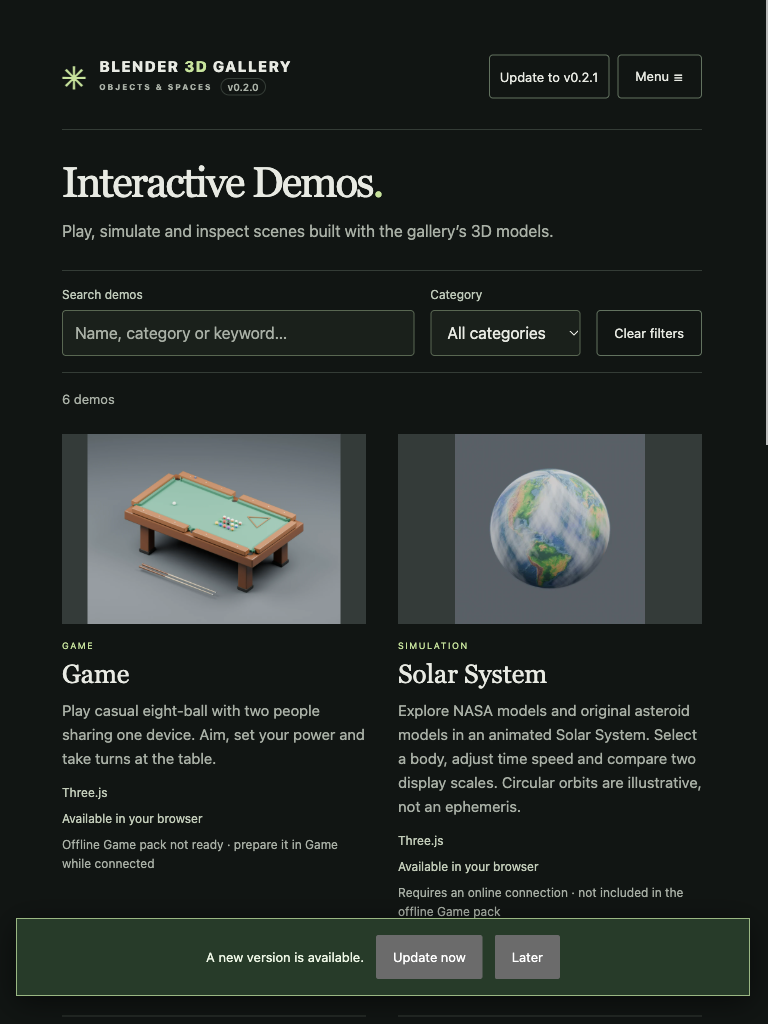 BLENDER 3D GALLERY
OBJECTS & SPACES v0.2.0
Update to v0.2.1
Menu ≡
Interactive Demos.
Play, simulate and inspect scenes built with the gallery’s 3D models.
Search demos
Category
Name, category or keyword...
All categories
Clear filters
6 demos
GAME
Game
Play casual eight-ball with two people
sharing one device. Aim, set your power and
take turns at the table.
Three.js
Available in your browser
Offline Game pack not ready · prepare it in Game
while connected
SIMULATION
Solar System
Explore NASA models and original asteroid
models in an animated Solar System. Select
a body, adjust time speed and compare two
display scales. Circular orbits are illustrative,
not an ephemeris.
Three.js
Available in your browser
Requires an online connection · not included in the
offline Game pack
A new version is available.
Update now
Later